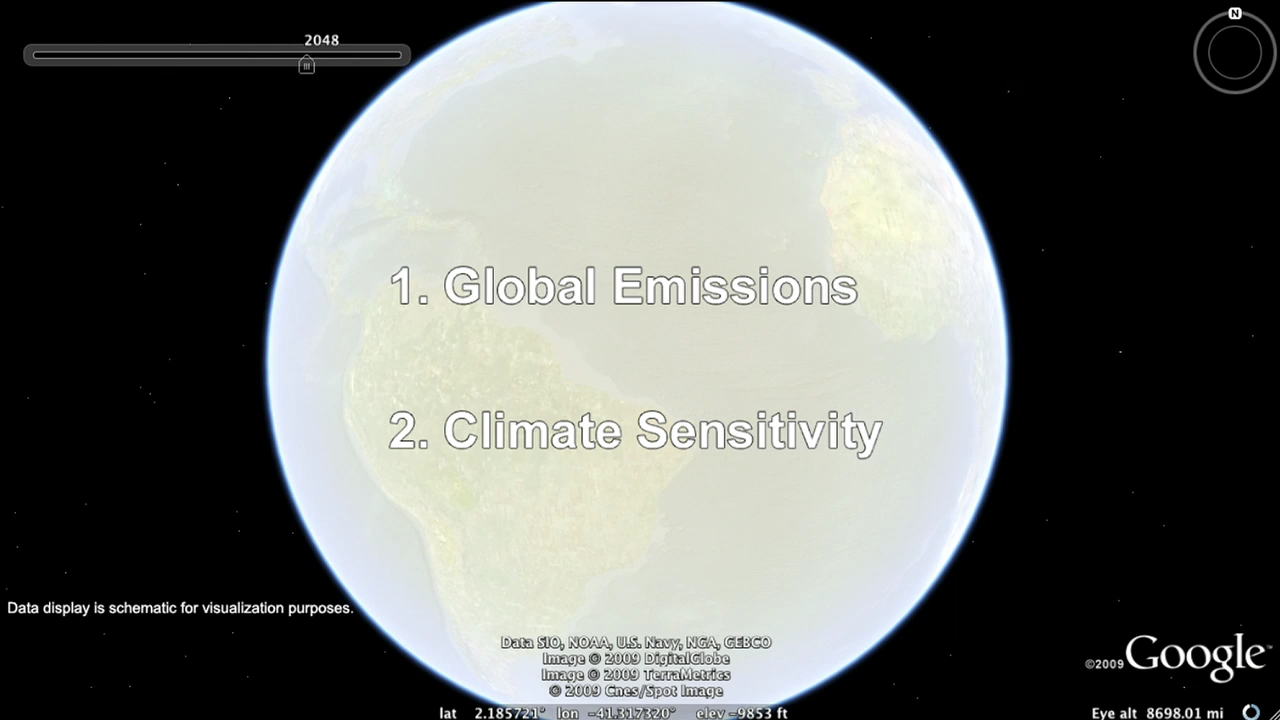 2048
N
1. Global Emissions
2. Climate Sensitivity
Data display is schematic for visualization purposes.
Data SIO, NOAA, U.S. Navy, NGA, GEBCO
Image © 2009 DigitalGlobe
Image © 2009 TerraMetrics
© 2009 Cnes/Spot Image
©2009 Google™
lat 2.185721° lon -41.317320° elev -9853 ft
Eye alt 8698.01 mi